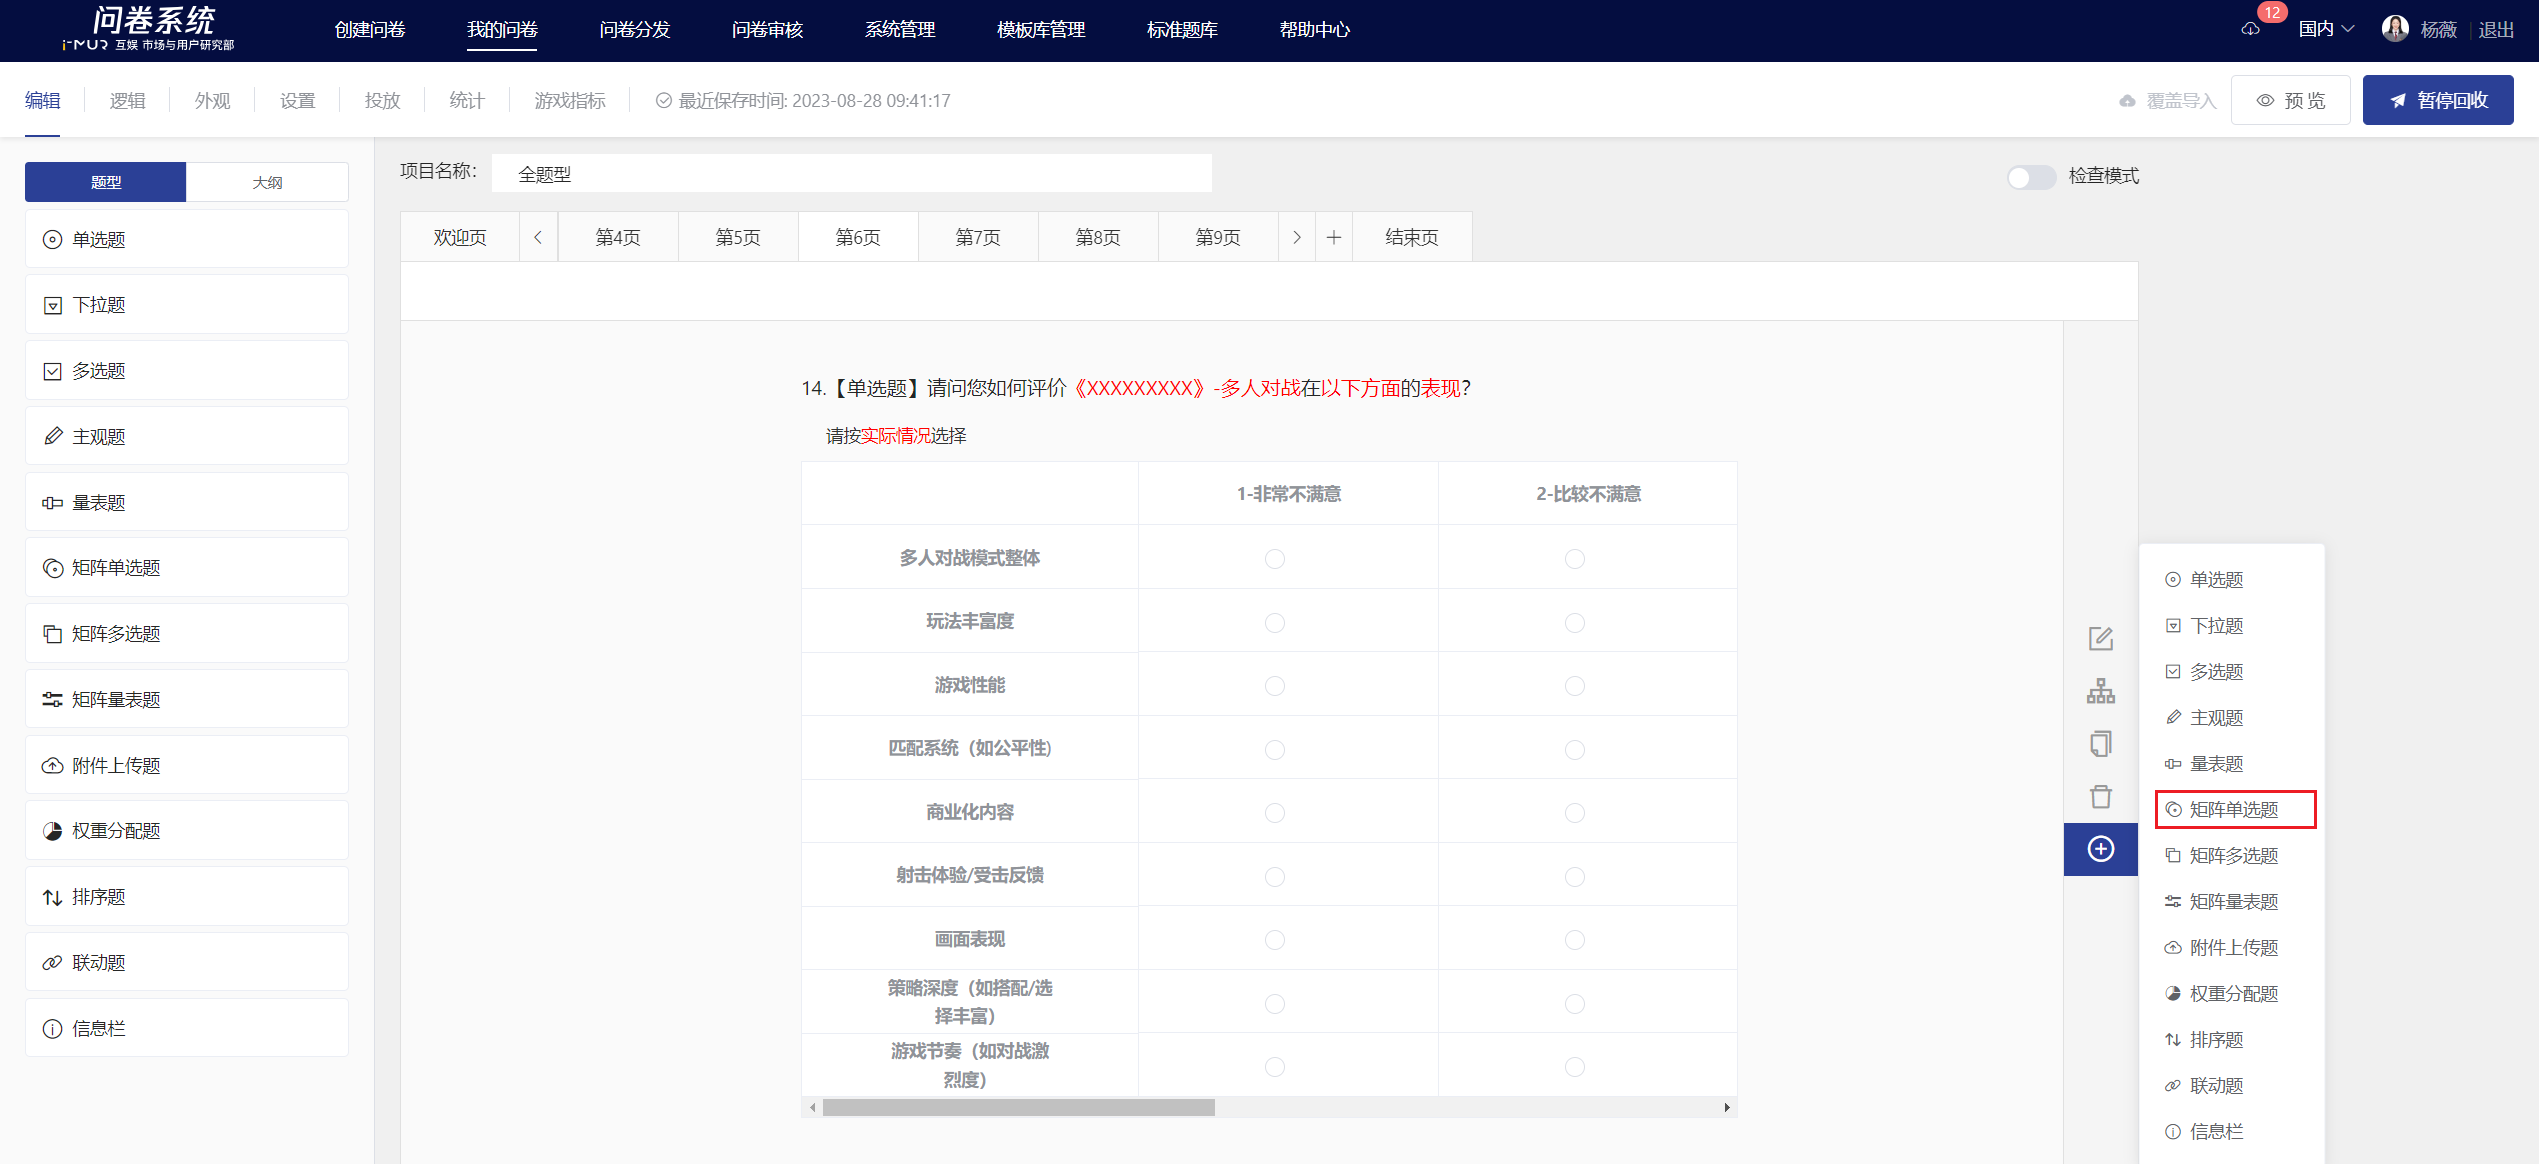 问卷系统
i-MUR 互娱 市场与用户研究部
创建问卷
我的问卷
问卷分发
问卷审核
系统管理
模板库管理
标准题库
帮助中心
12
国内
杨薇
退出
编辑
逻辑
外观
设置
投放
统计
游戏指标
最近保存时间: 2023-08-28 09:41:17
覆盖导入
预 览
暂停回收
题型
大纲
单选题
下拉题
多选题
主观题
量表题
矩阵单选题
矩阵多选题
矩阵量表题
附件上传题
权重分配题
排序题
联动题
信息栏
项目名称:
全题型
检查模式
欢迎页
第4页
第5页
第6页
第7页
第8页
第9页
结束页
14.【单选题】请问您如何评价《XXXXXXXXX》-多人对战在以下方面的表现?
请按实际情况选择
1-非常不满意
2-比较不满意
多人对战模式整体
玩法丰富度
游戏性能
匹配系统（如公平性)
商业化内容
射击体验/受击反馈
画面表现
策略深度（如搭配/选
择丰富）
游戏节奏（如对战激
烈度）
单选题
下拉题
多选题
主观题
量表题
矩阵单选题
矩阵多选题
矩阵量表题
附件上传题
权重分配题
排序题
联动题
信息栏